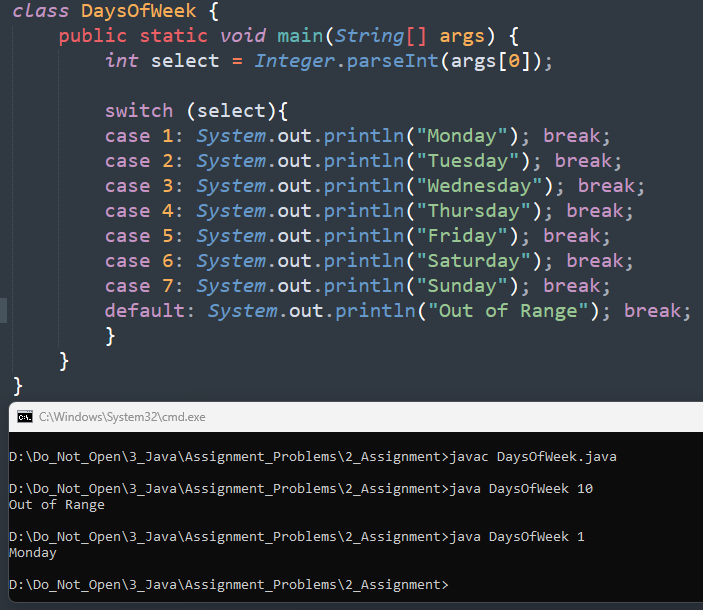 class DaysOfWeek {
public static void main(String[] args) {
int select = Integer.parseInt(args[0]);
switch (select){
case 1: System.out.println("Monday"); break;
case 2: System.out.println("Tuesday"); break;
case 3: System.out.println("Wednesday"); break;
case 4: System.out.println("Thursday"); break;
case 5: System.out.println("Friday"); break;
case 6: System.out.println("Saturday"); break;
case 7: System.out.println("Sunday"); break;
default: System.out.println("Out of Range"); break;
}
}
}
C:\Windows\System32\cmd.exe
D:\Do_Not_Open\3_Java\Assignment_Problems\2_Assignment>javac DaysOfWeek.java
D:\Do_Not_Open\3_Java\Assignment_Problems\2_Assignment>java DaysOfWeek 10
Out of Range
D:\Do_Not_Open\3_Java\Assignment_Problems\2_Assignment>java DaysOfWeek 1
Monday
D:\Do_Not_Open\3_Java\Assignment_Problems\2_Assignment>